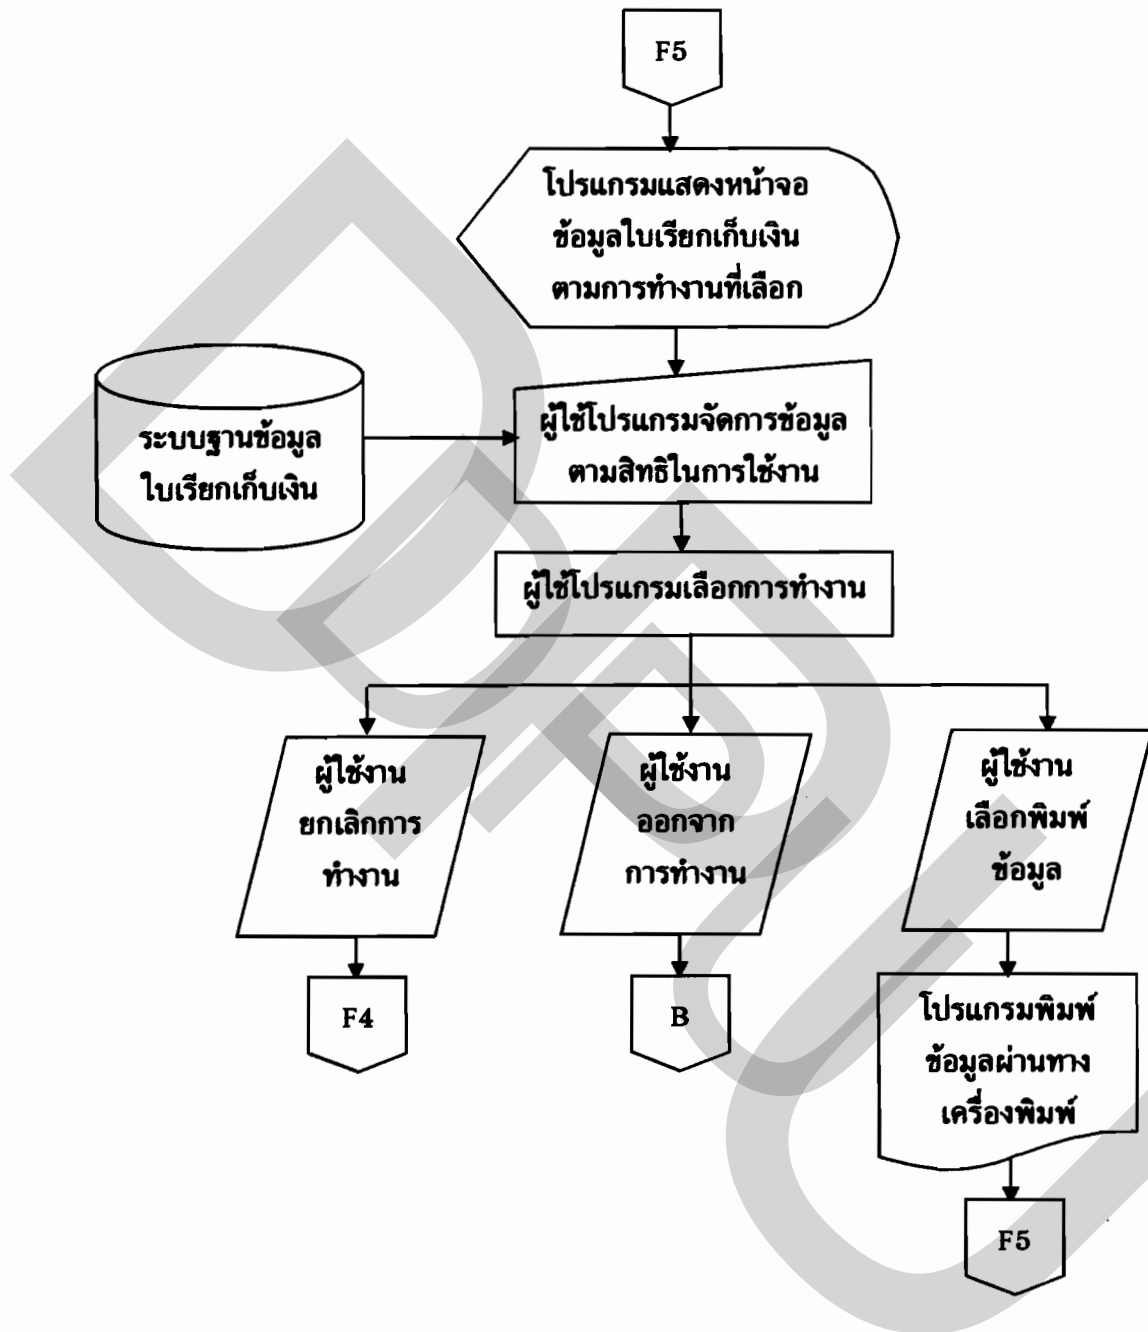 F5
โปรแกรมแสดงหน้าจอ
ข้อมูลใบเรียกเก็บเงิน
ตามการทำงานที่เลือก
ระบบฐานข้อมูล
ใบเรียกเก็บเงิน
ผู้ใช้โปรแกรมจัดการข้อมูล
ตามสิทธิในการใช้งาน
ผู้ใช้โปรแกรมเลือกการทำงาน
ผู้ใช้งาน
ยกเลิกการ
ทำงาน
ผู้ใช้งาน
ออกจาก
การทำงาน
ผู้ใช้งาน
เลือกพิมพ์
ข้อมูล
F4
B
โปรแกรมพิมพ์
ข้อมูลผ่านทาง
เครื่องพิมพ์
F5